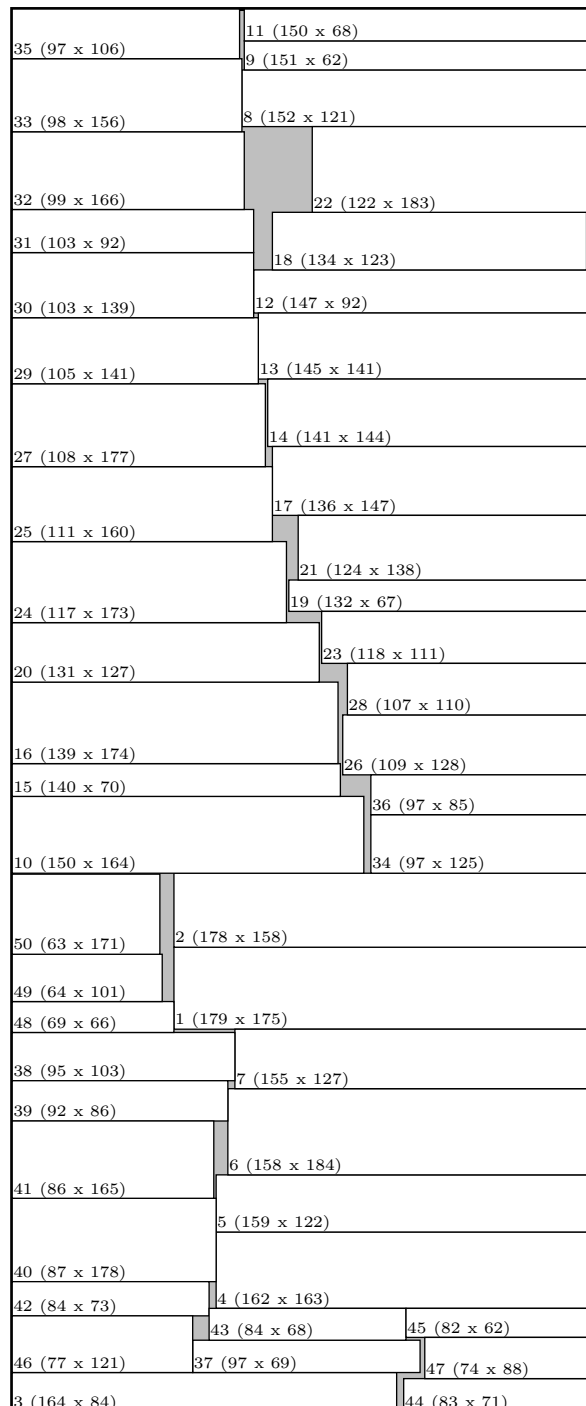 11 (150 x 68)
35 (97 x 106)
9 (151 x 62)
8 (152 x 121)
33 (98 x 156)
32 (99 x 166)
22 (122 x 183)
31 (103 x 92)
18 (134 x 123)
30 (103 x 139)
12 (147 x 92)
13 (145 x 141)
29 (105 x 141)
14 (141 x 144)
27 (108 x 177)
17 (136 x 147)
25 (111 x 160)
21 (124 x 138)
19 (132 x 67)
24 (117 x 173)
23 (118 x 111)
20 (131 x 127)
28 (107 x 110)
16 (139 x 174)
26 (109 x 128)
15 (140 x 70)
36 (97 x 85)
10 (150 x 164)
34 (97 x 125)
2 (178 x 158)
50 (63 x 171)
49 (64 x 101)
1 (179 x 175)
48 (69 x 66)
38 (95 x 103)
7 (155 x 127)
39 (92 x 86)
6 (158 x 184)
41 (86 x 165)
5 (159 x 122)
40 (87 x 178)
4 (162 x 163)
42 (84 x 73)
43 (84 x 68)
45 (82 x 62)
46 (77 x 121)
37 (97 x 69)
47 (74 x 88)
3 (164 x 84)
44 (83 x 71)